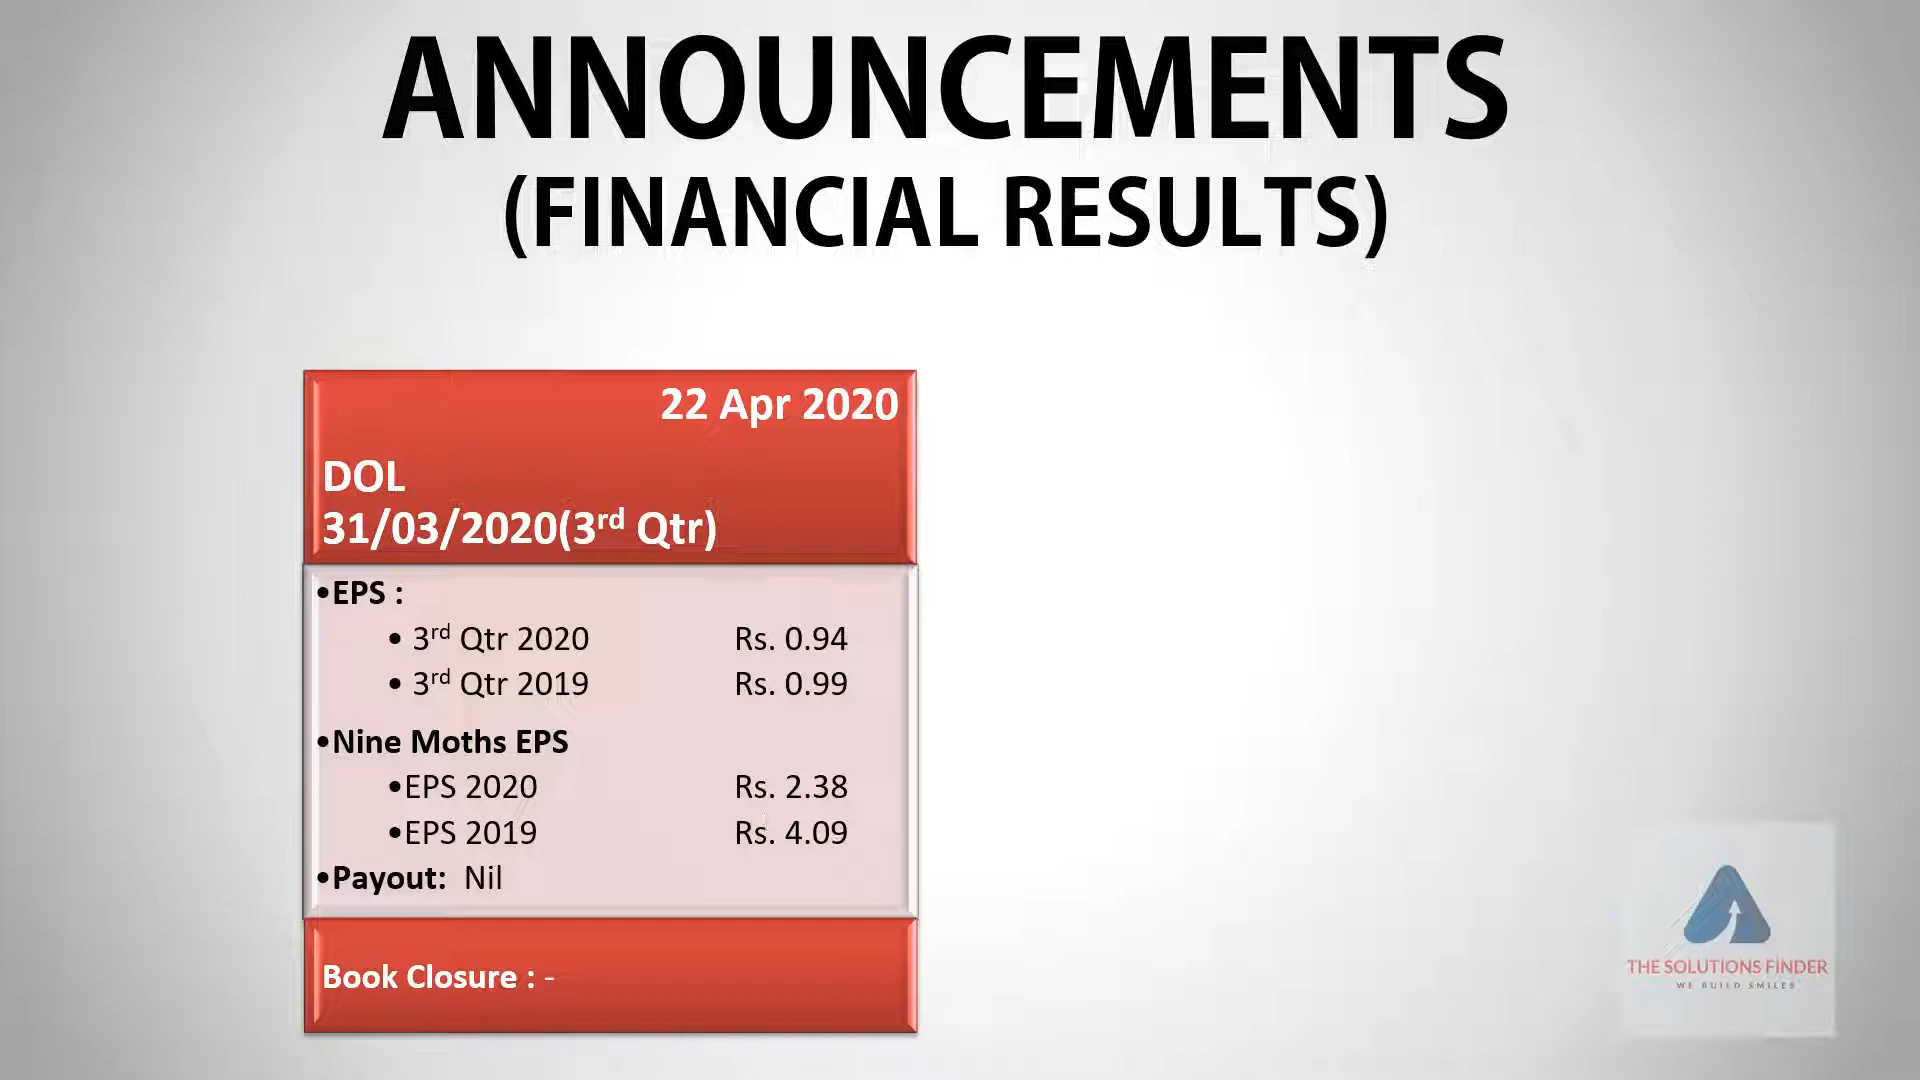 ANNOUNCEMENTS
(FINANCIAL RESULTS)
22 Apr 2020
DOL
31/03/2020(3rd Qtr)
•EPS :
• 3rd Qtr 2020 Rs. 0.94
• 3rd Qtr 2019 Rs. 0.99
•Nine Moths EPS
•EPS 2020 Rs. 2.38
•EPS 2019 Rs. 4.09
•Payout: Nil
Book Closure : -
THE SOLUTIONS FINDER
WE BUILD SMILES